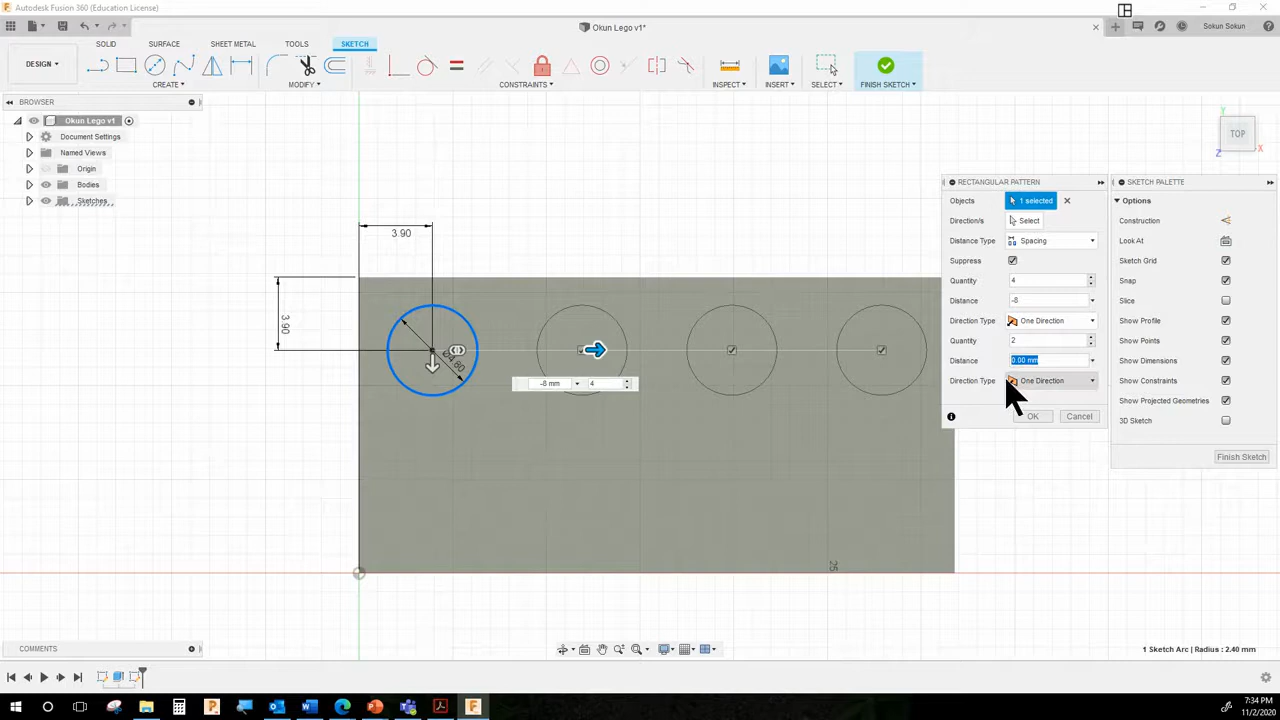 Autodesk Fusion 360 (Education License)
Okun Lego v1*
Sokun Sokun
DESIGN
SOLID
SURFACE
SHEET METAL
TOOLS
SKETCH
CREATE
MODIFY
CONSTRAINTS
INSPECT
INSERT
SELECT
FINISH SKETCH
BROWSER
Okun Lego v1
Document Settings
Named Views
Origin
Bodies
Sketches
TOP
Y
X
Z
3.90
3.90
Ø4.80
-8 mm
4
25
RECTANGULAR PATTERN
Objects
1 selected
Direction/s
Select
Distance Type
Spacing
Suppress
Quantity
4
Distance
-8
Direction Type
One Direction
Quantity
2
Distance
0.00 mm
Direction Type
One Direction
OK
Cancel
SKETCH PALETTE
Options
Construction
Look At
Sketch Grid
Snap
Slice
Show Profile
Show Points
Show Dimensions
Show Constraints
Show Projected Geometries
3D Sketch
Finish Sketch
COMMENTS
1 Sketch Arc | Radius : 2.40 mm
7:34 PM
11/2/2020